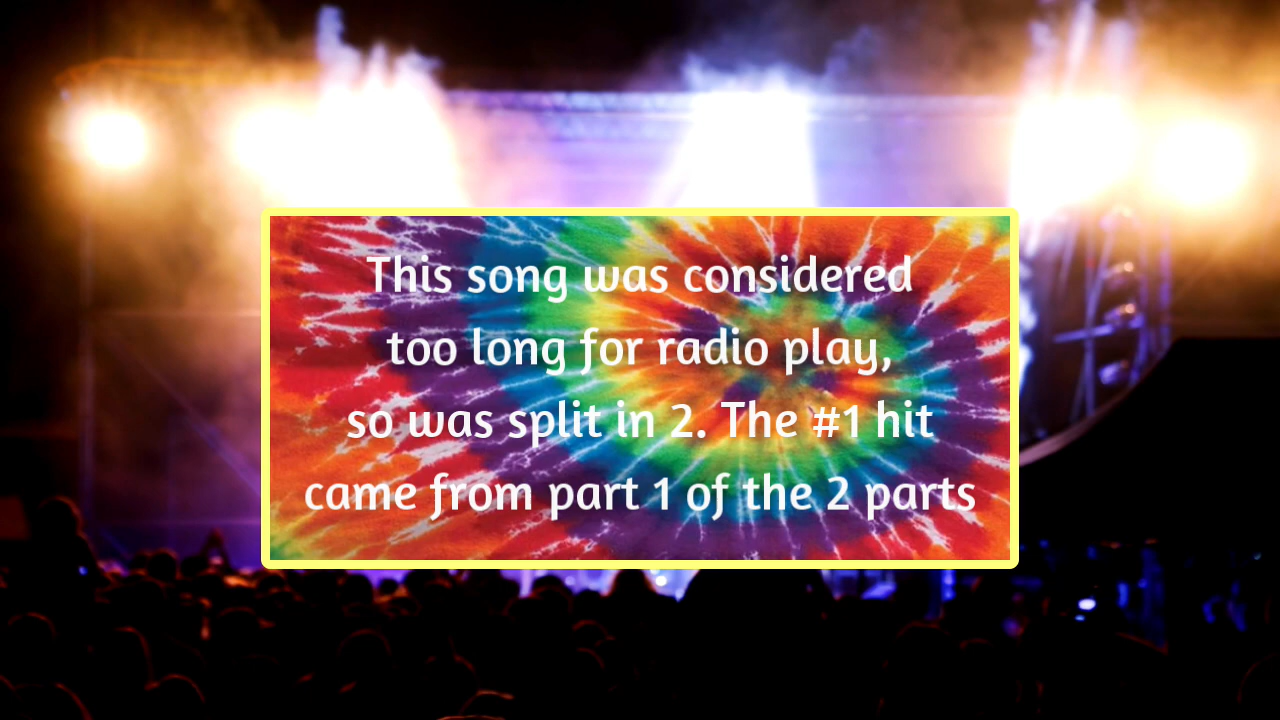 This song was considered
too long for radio play,
so was split in 2. The #1 hit
came from part 1 of the 2 parts